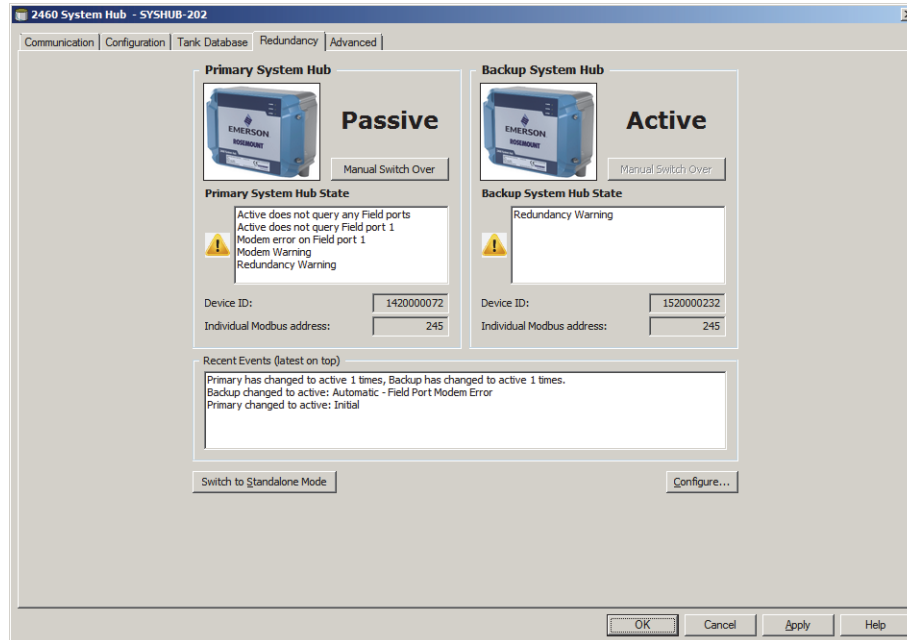 2460 System Hub - SYSHUB-202
Communication Configuration Tank Database Redundancy Advanced
Primary System Hub
EMERSON
ROSEMOUNT
Passive
Manual Switch Over
Primary System Hub State
Active does not query any Field ports
Active does not query Field port 1
Modem error on Field port 1
Modem Warning
Redundancy Warning
Device ID: 1420000072
Individual Modbus address: 245
Backup System Hub
EMERSON
ROSEMOUNT
Active
Manual Switch Over
Backup System Hub State
Redundancy Warning
Device ID: 1520000232
Individual Modbus address: 245
Recent Events (latest on top)
Primary has changed to active 1 times, Backup has changed to active 1 times.
Backup changed to active: Automatic - Field Port Modem Error
Primary changed to active: Initial
Switch to Standalone Mode
Configure...
OK Cancel Apply Help